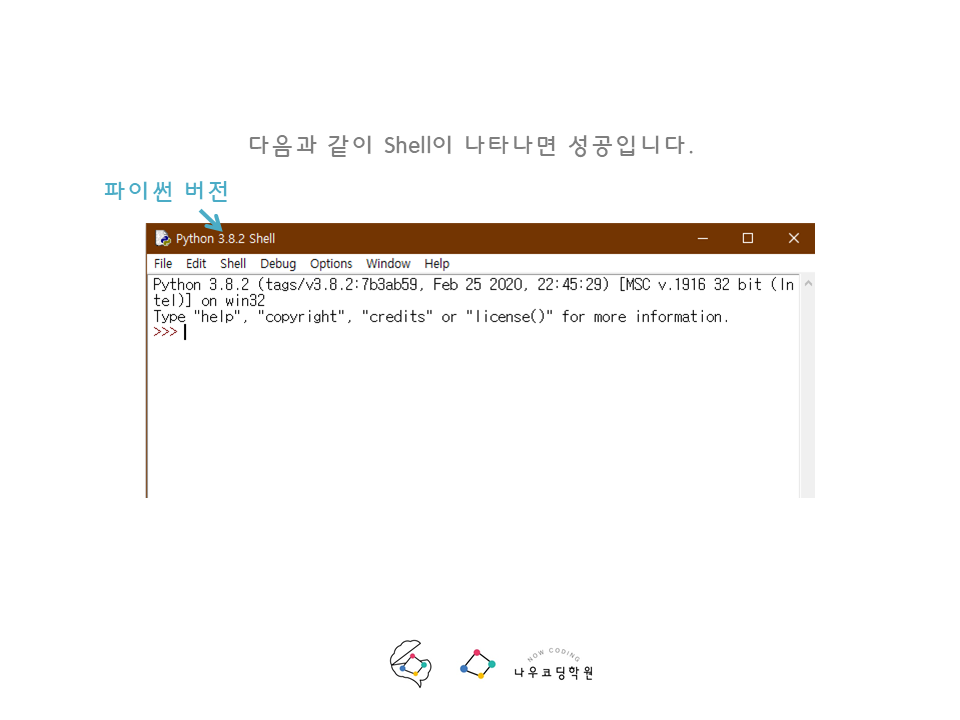 다음과 같이 Shell이 나타나면 성공입니다.
파이썬 버전
Python 3.8.2 Shell
File Edit Shell Debug Options Window Help
Python 3.8.2 (tags/v3.8.2:7b3ab59, Feb 25 2020, 22:45:29) [MSC v.1916 32 bit (In
tel)] on win32
Type "help", "copyright", "credits" or "license()" for more information.
>>>
NOW CODING
나우코딩학원